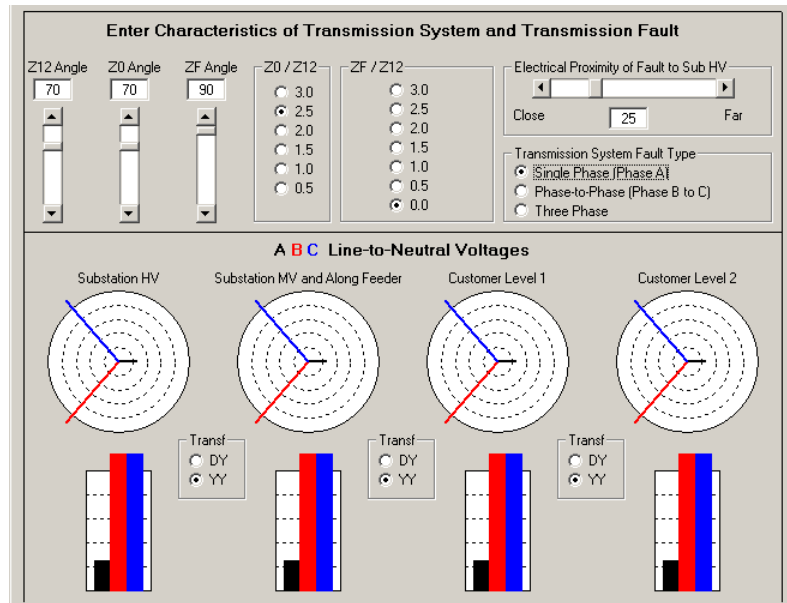 Enter Characteristics of Transmission System and Transmission Fault
Z12 Angle Z0 Angle ZF Angle Z0 / Z12 ZF / Z12 Electrical Proximity of Fault to Sub HV
70 70 90
3.0
2.5
2.0
1.5
1.0
0.5
3.0
2.5
2.0
1.5
1.0
0.5
0.0
Close 25 Far
Transmission System Fault Type
Single Phase (Phase A)
Phase-to-Phase (Phase B to C)
Three Phase
A B C Line-to-Neutral Voltages
Substation HV Substation MV and Along Feeder Customer Level 1 Customer Level 2
Transf
DY
YY
Transf
DY
YY
Transf
DY
YY